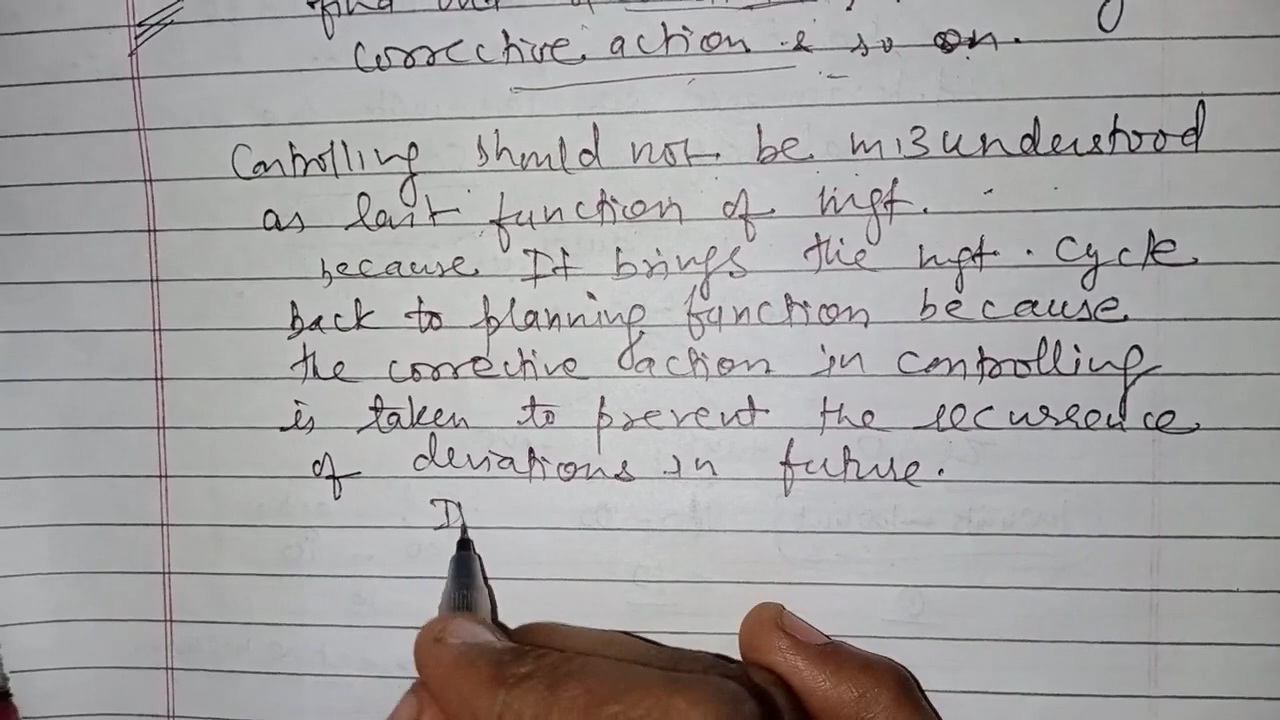 find out
corrective action & so on.
Controlling should not be misunderstood
as last function of mgt.
because It brings the mgt. cycle
back to planning function because
the corrective action in controlling
is taken to prevent the recurrence
of deviations in future.